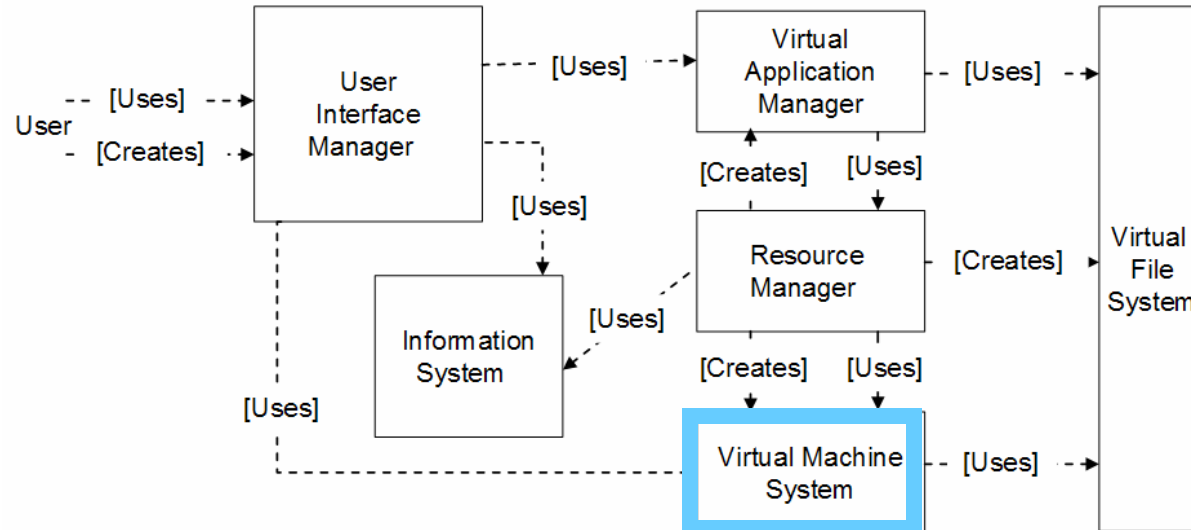 User
[Uses]
[Creates]
User
Interface
Manager
[Uses]
[Uses]
[Uses]
Information
System
Virtual
Application
Manager
[Uses]
[Creates]
[Uses]
Resource
Manager
[Creates]
[Uses]
[Creates]
[Uses]
Virtual Machine
System
[Uses]
Virtual
File
System